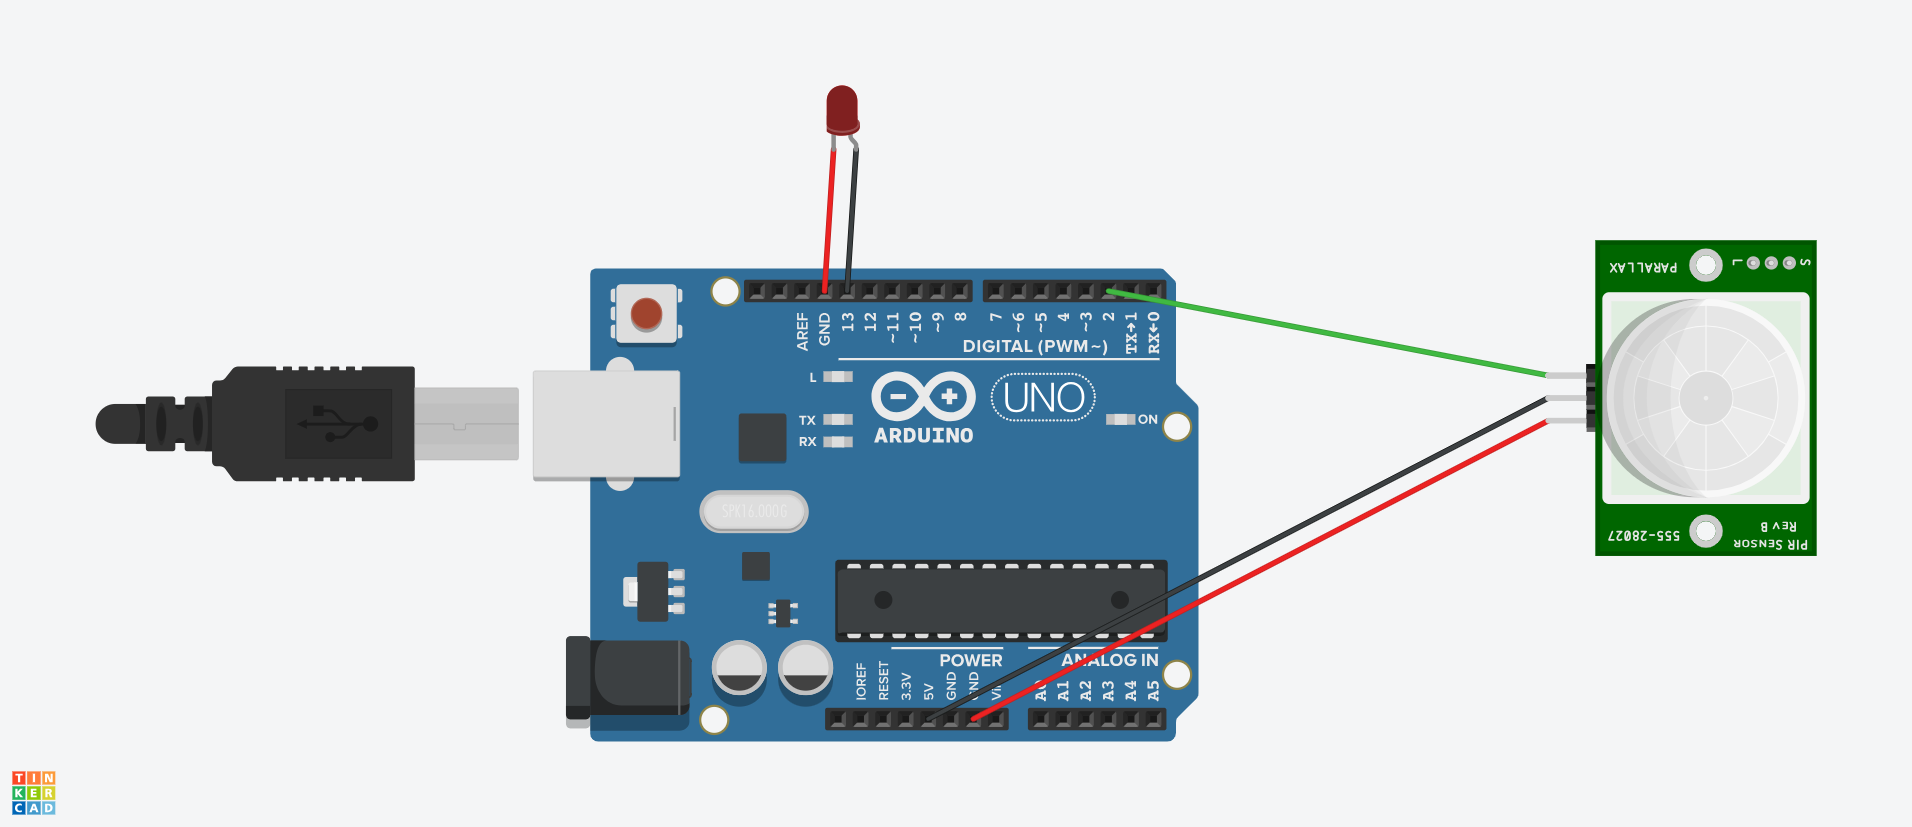 AREF
GND
13
12
~11
~10
~9
8
7
~6
~5
4
~3
2
TX→1
RX←0
DIGITAL (PWM~)
L
TX
RX
UNO
ARDUINO
ON
SPK16.000G
POWER
ANALOG IN
IOREF
RESET
3.3V
5V
GND
GND
A0
A1
A2
A3
A4
A5
PARALLAX
L
S
555-28027
PIR SENSOR
REV B
TIN
KER
CAD